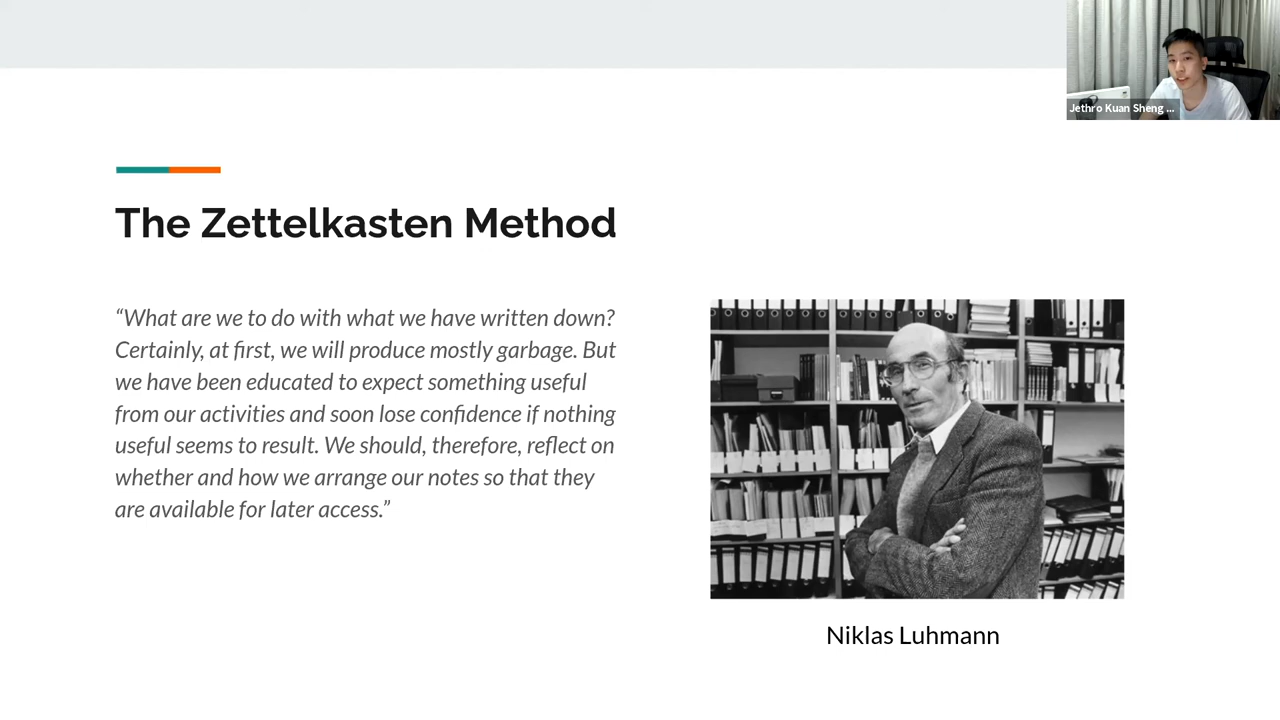 Jethro Kuan Sheng ...
The Zettelkasten Method
“What are we to do with what we have written down?
Certainly, at first, we will produce mostly garbage. But
we have been educated to expect something useful
from our activities and soon lose confidence if nothing
useful seems to result. We should, therefore, reflect on
whether and how we arrange our notes so that they
are available for later access.”
Niklas Luhmann